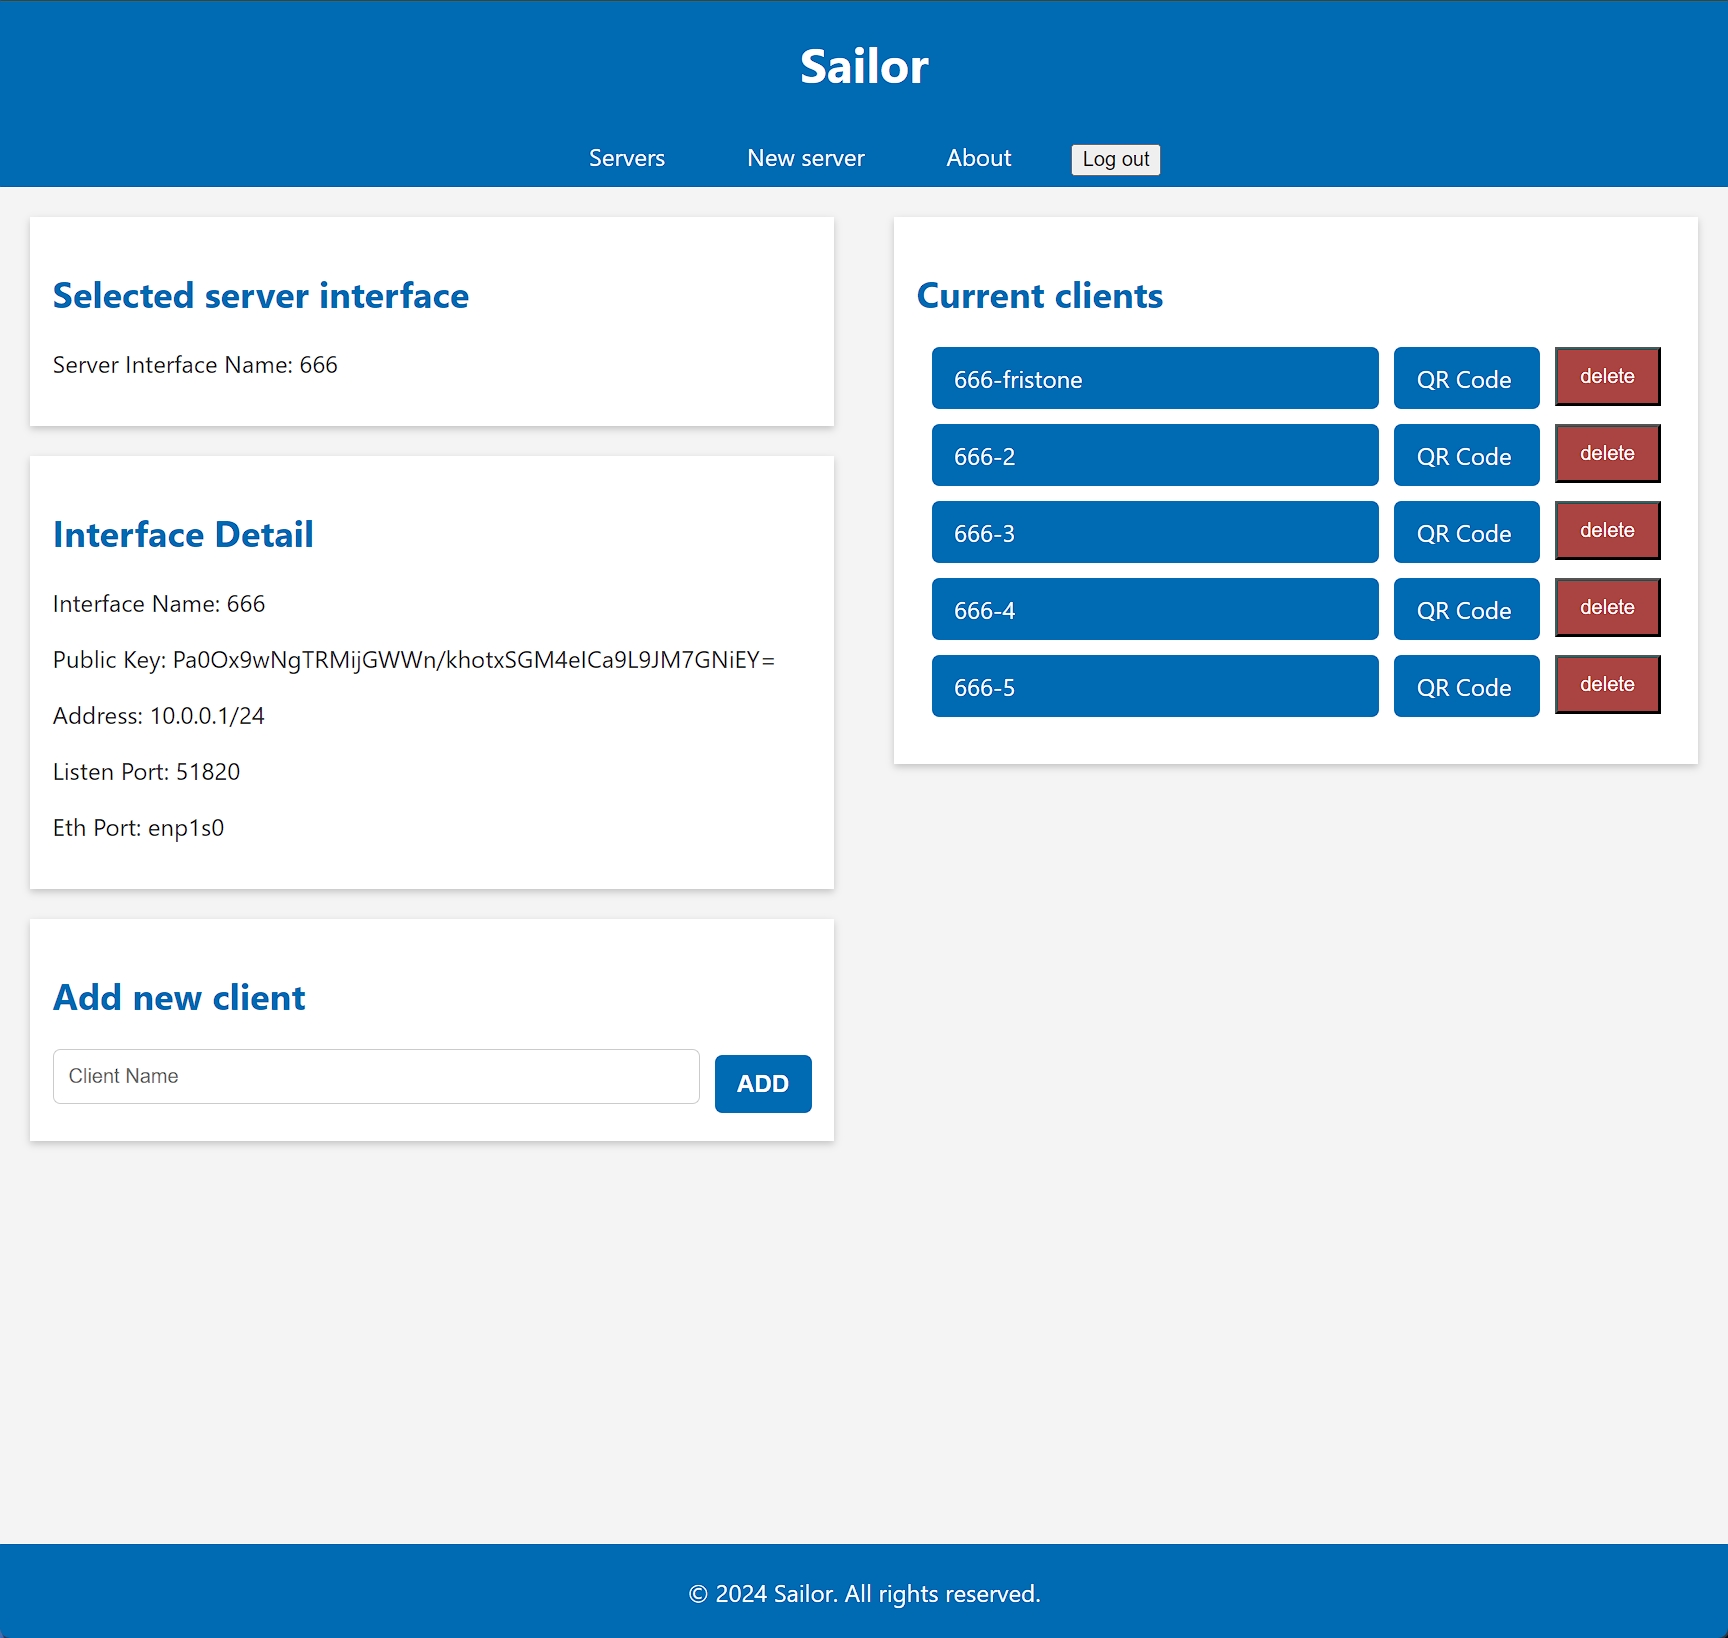 Sailor
Servers New server About Log out
Selected server interface
Server Interface Name: 666
Interface Detail
Interface Name: 666
Public Key: Pa0Ox9wNgTRMijGWWn/khotxSGM4eICa9L9JM7GNiEY=
Address: 10.0.0.1/24
Listen Port: 51820
Eth Port: enp1s0
Add new client
Client Name ADD
Current clients
666-fristone QR Code delete
666-2 QR Code delete
666-3 QR Code delete
666-4 QR Code delete
666-5 QR Code delete
© 2024 Sailor. All rights reserved.